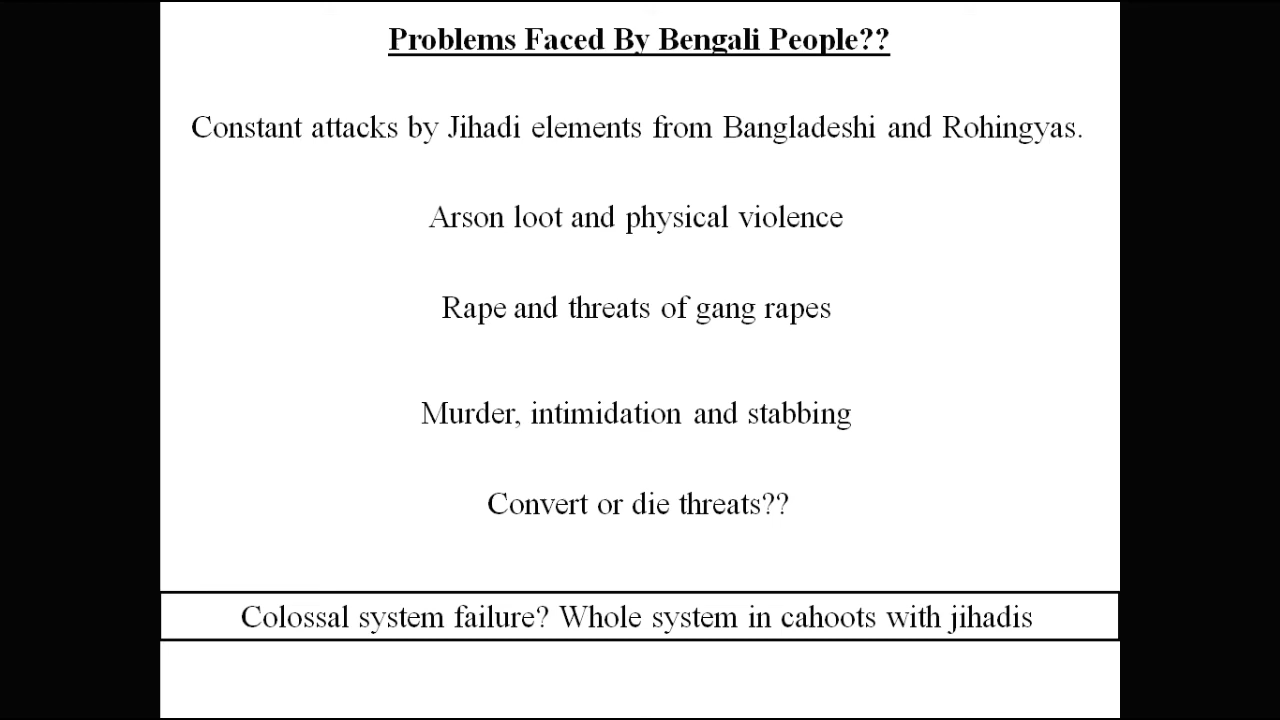 Problems Faced By Bengali People??
Constant attacks by Jihadi elements from Bangladeshi and Rohingyas.
Arson loot and physical violence
Rape and threats of gang rapes
Murder, intimidation and stabbing
Convert or die threats??
Colossal system failure? Whole system in cahoots with jihadis